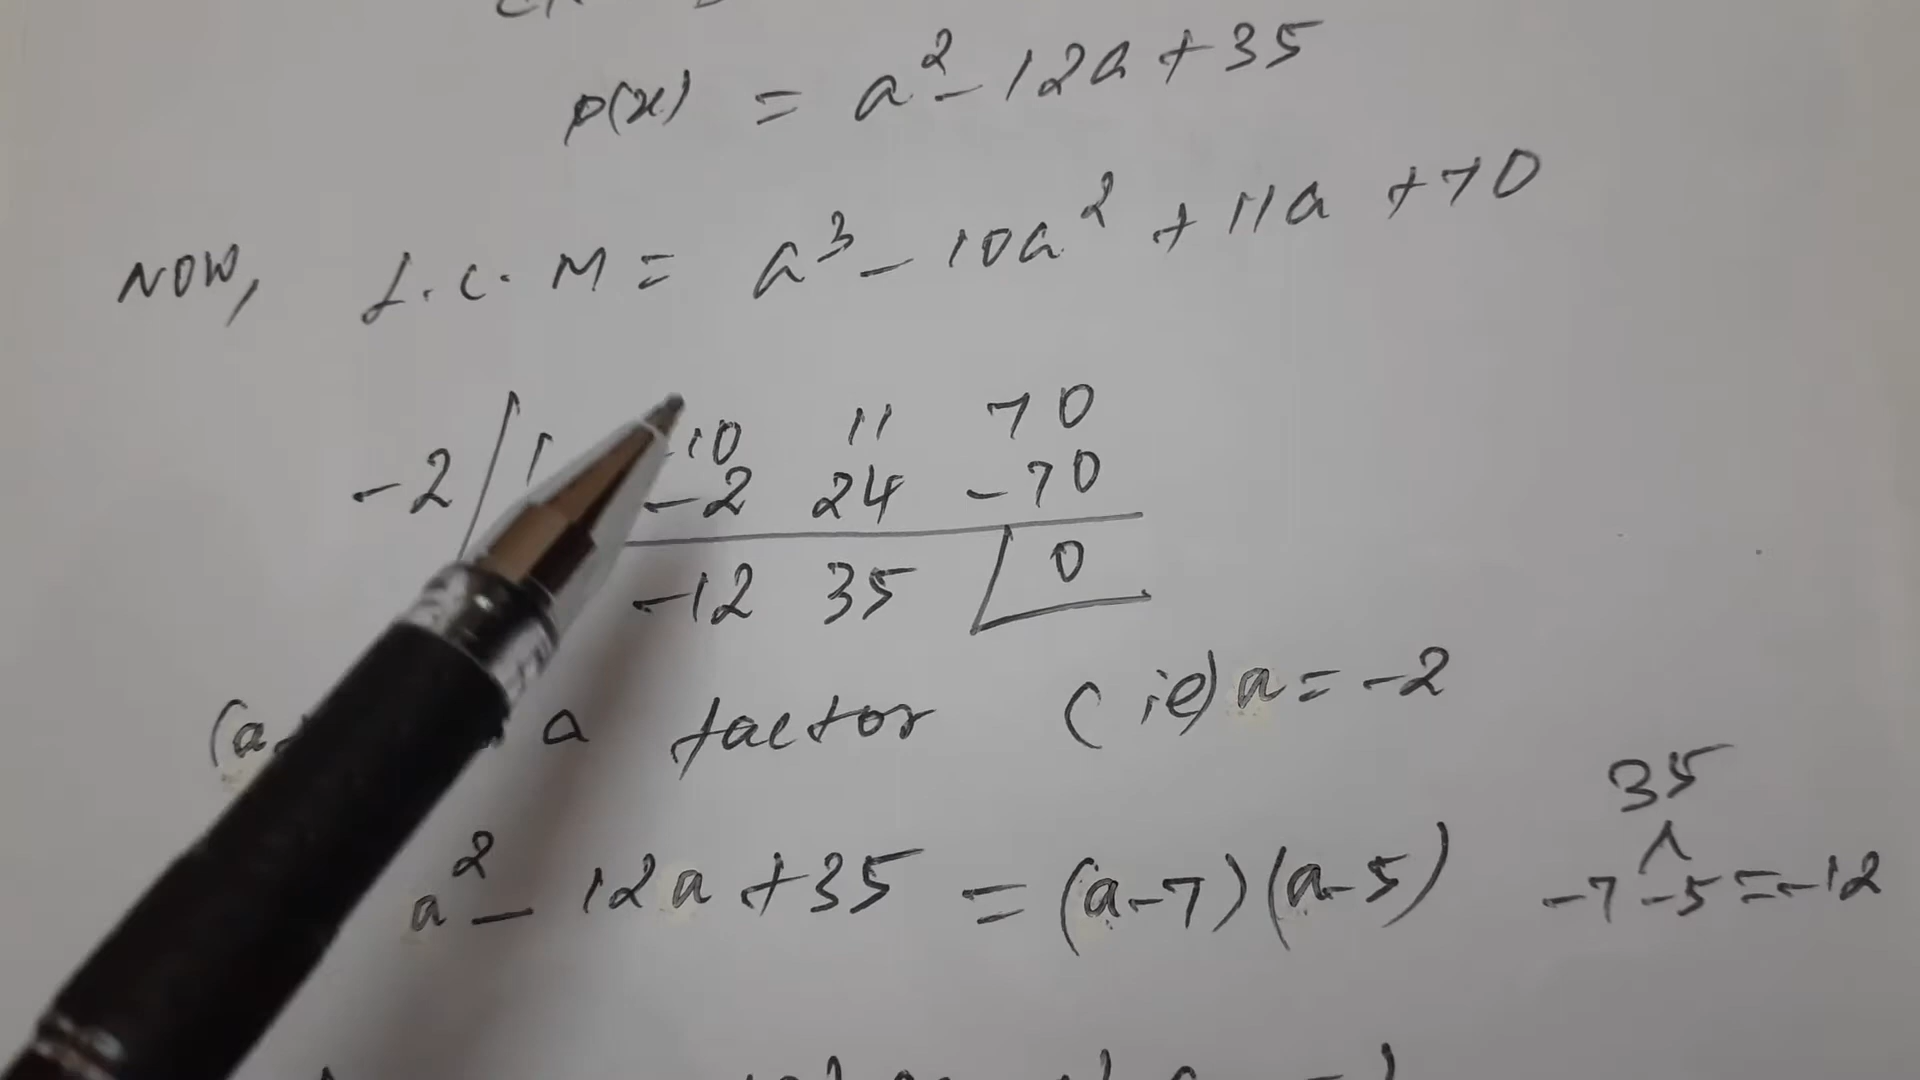 p(x) = a² - 12a + 35
NOW, L.C.M = a³ - 10a² + 11a + 70
-2 | 1 -10 11 70
-2 24 -70
-12 35 | 0
(a a factor (ie) a = -2
35
a² - 12a + 35 = (a-7)(a-5) -7 -5 = -12